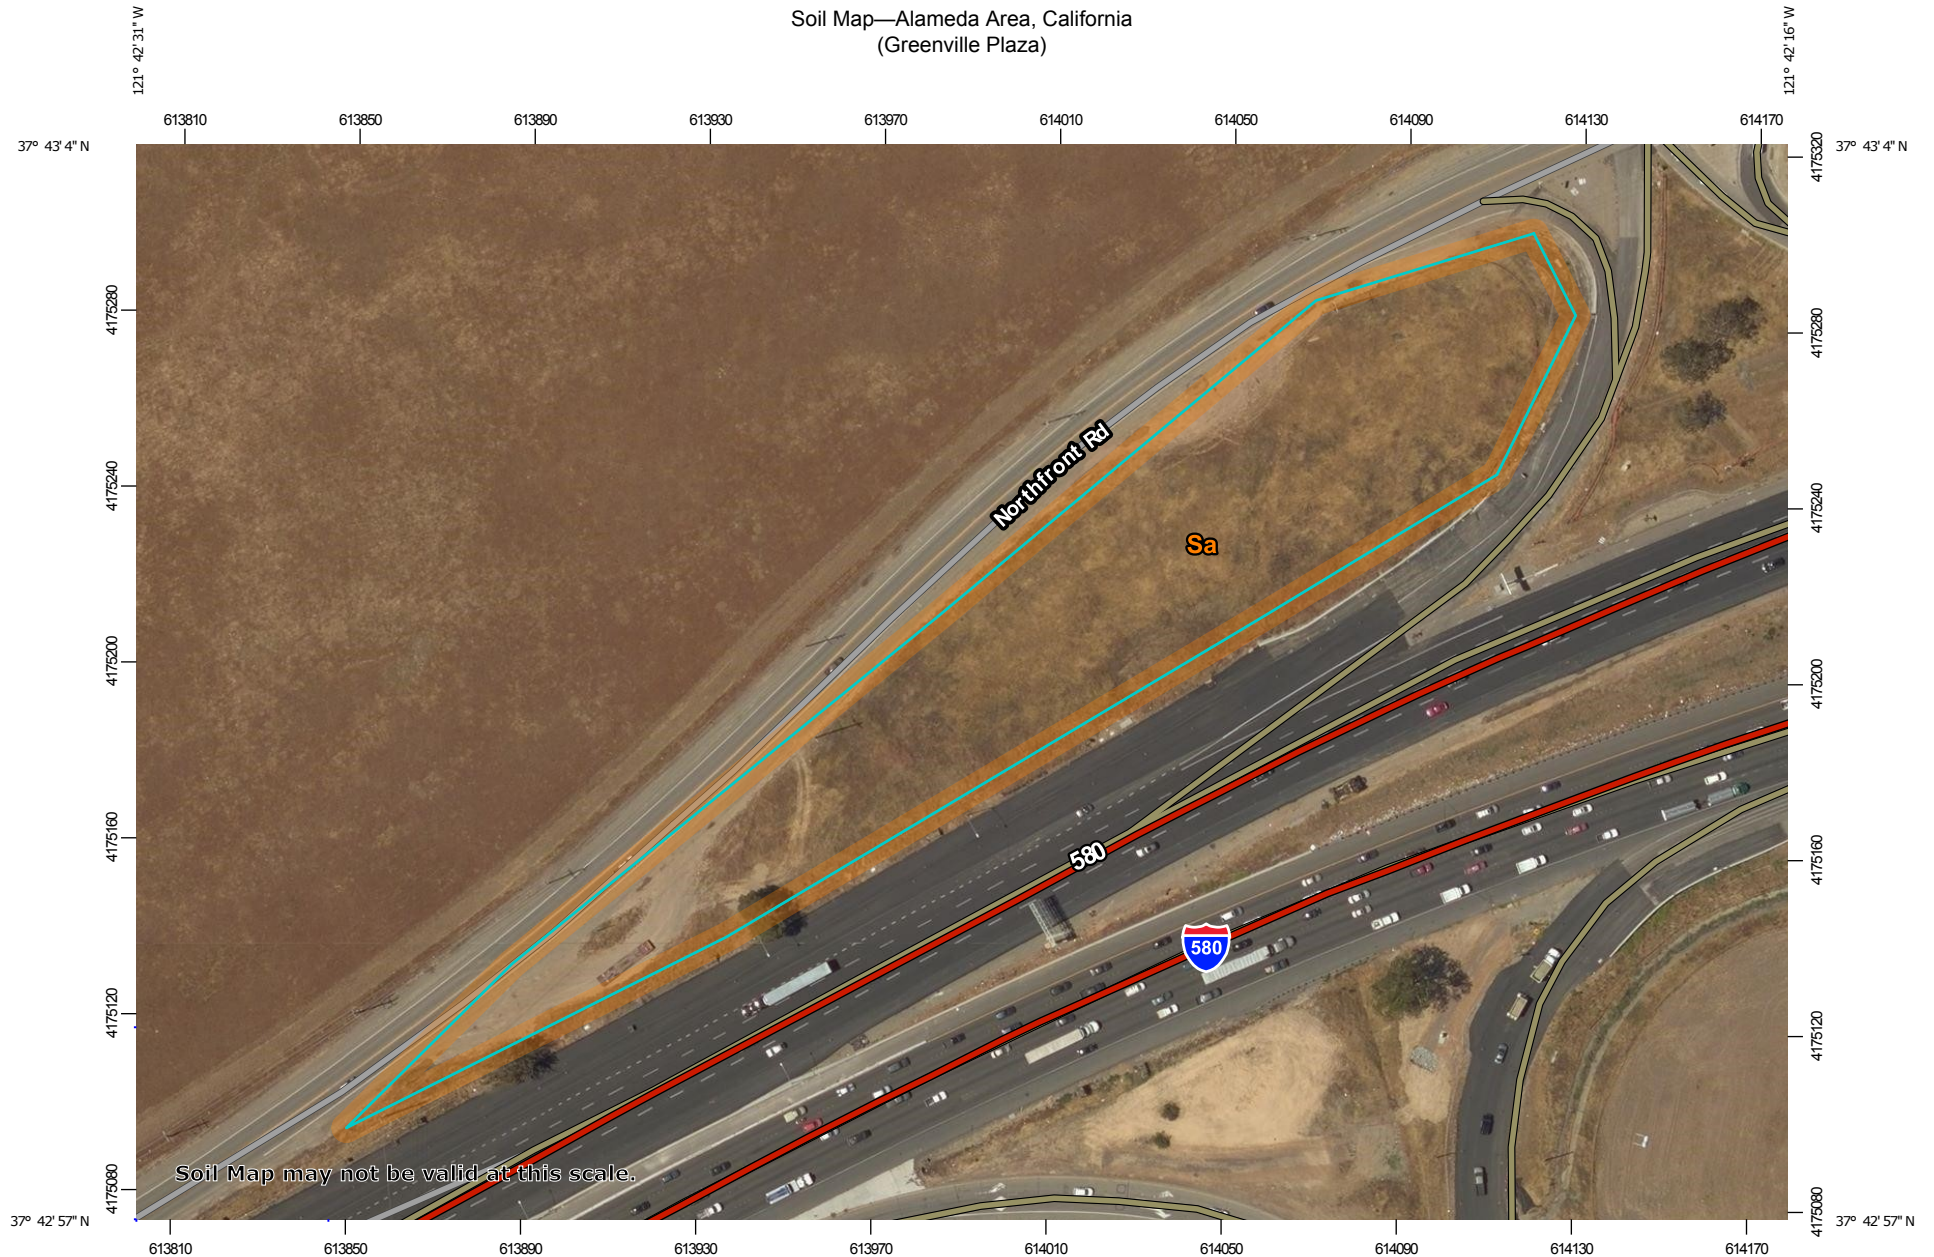 Soil Map—Alameda Area, California
(Greenville Plaza)
121° 42' 31" W
121° 42' 16" W
613810 613850 613890 613930 613970 614010 614050 614090 614130 614170
37° 43' 4" N
37° 43' 4" N
4175320
4175280
4175280
4175240
4175240
4175200
4175200
4175160
4175160
4175120
4175120
4175080
4175080
Northfront Rd
Sa
580
580
Soil Map may not be valid at this scale.
37° 42' 57" N
37° 42' 57" N
613810 613850 613890 613930 613970 614010 614050 614090 614130 614170